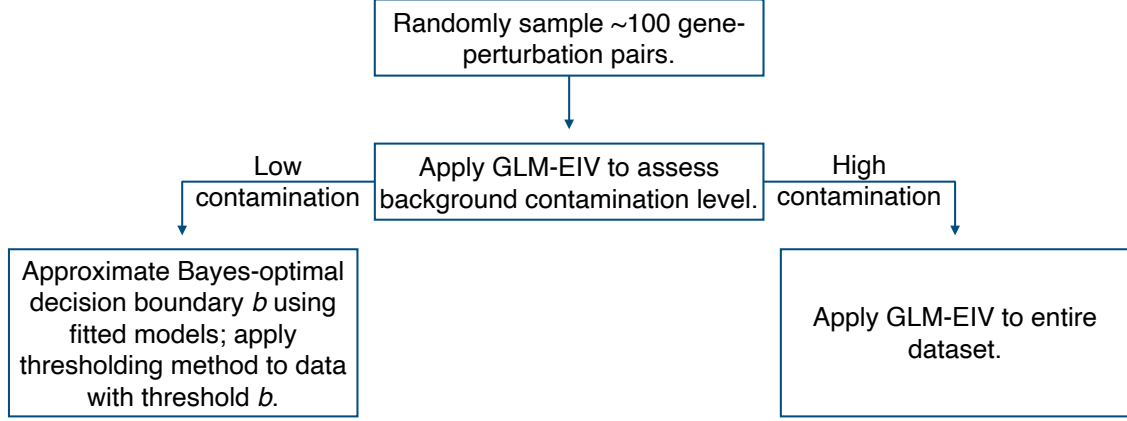 Randomly sample ~100 gene-
perturbation pairs.
Low
contamination
Apply GLM-EIV to assess
background contamination level.
High
contamination
Approximate Bayes-optimal
decision boundary b using
fitted models; apply
thresholding method to data
with threshold b.
Apply GLM-EIV to entire
dataset.